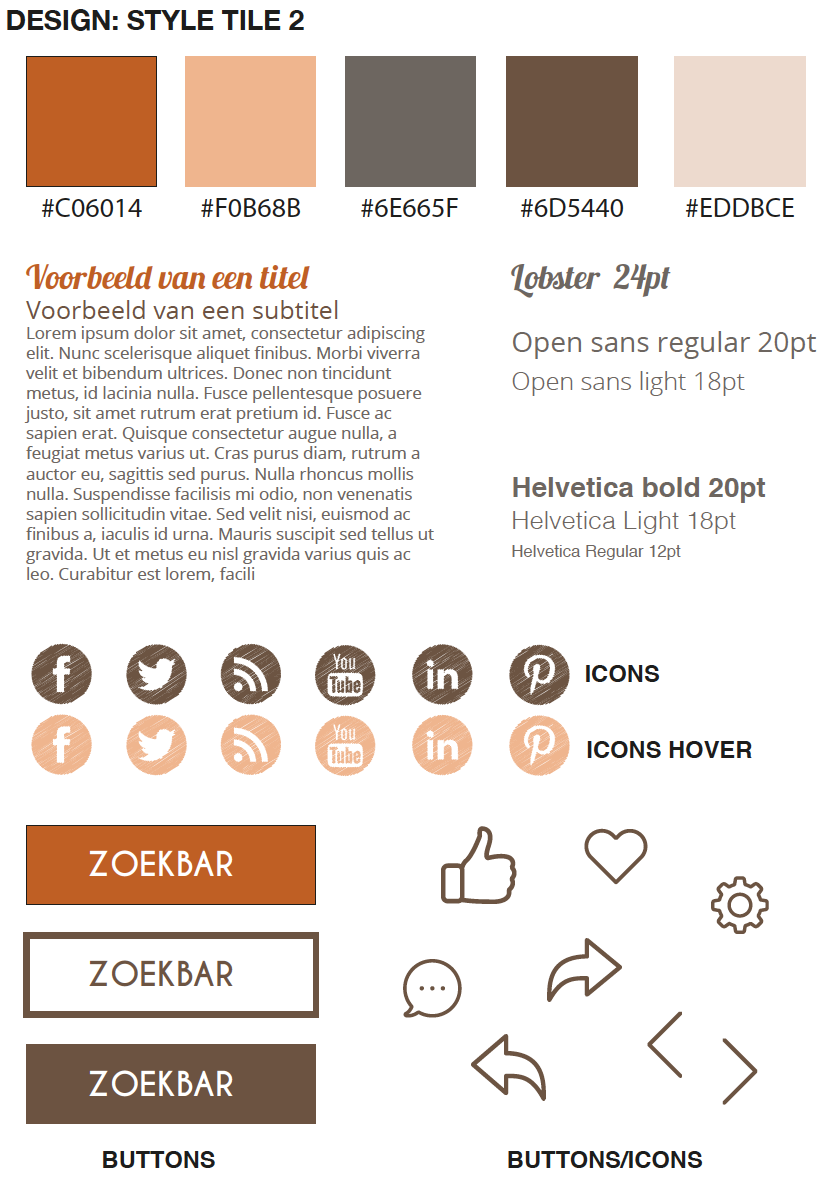 DESIGN: STYLE TILE 2
#C06014
#F0B68B
#6E665F
#6D5440
#EDDBCE
Voorbeeld van een titel
Voorbeeld van een subtitel
Lorem ipsum dolor sit amet, consectetur adipiscing
elit. Nunc scelerisque aliquet finibus. Morbi viverra
velit et bibendum ultrices. Donec non tincidunt
metus, id lacinia nulla. Fusce pellentesque posuere
justo, sit amet rutrum erat pretium id. Fusce ac
sapien erat. Quisque consectetur augue nulla, a
feugiat metus varius ut. Cras purus diam, rutrum a
auctor eu, sagittis sed purus. Nulla rhoncus mollis
nulla. Suspendisse facilisis mi odio, non venenatis
sapien sollicitudin vitae. Sed velit nisi, euismod ac
finibus a, iaculis id urna. Mauris suscipit sed tellus ut
gravida. Ut et metus eu nisl gravida varius quis ac
leo. Curabitur est lorem, facili
Lobster 24pt
Open sans regular 20pt
Open sans light 18pt
Helvetica bold 20pt
Helvetica Light 18pt
Helvetica Regular 12pt
f
You
Tube
in
ICONS
f
You
Tube
in
ICONS HOVER
ZOEKBAR
ZOEKBAR
ZOEKBAR
BUTTONS
BUTTONS/ICONS